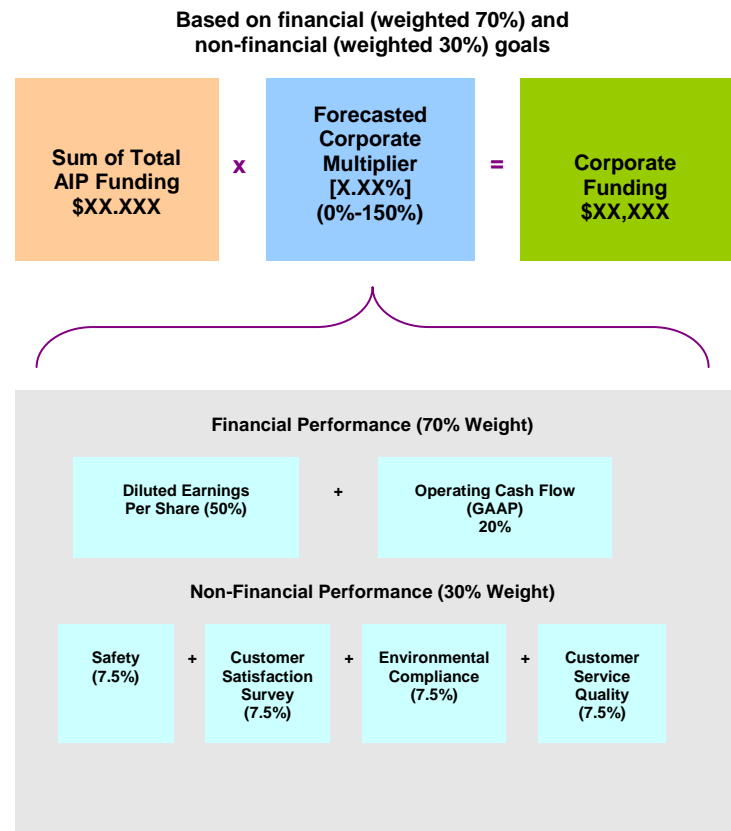 Based on financial (weighted 70%) and
non-financial (weighted 30%) goals
Sum of Total
AIP Funding
$XX.XXX
x
Forecasted
Corporate
Multiplier
[X.XX%]
(0%-150%)
=
Corporate
Funding
$XX,XXX
Financial Performance (70% Weight)
Diluted Earnings
Per Share (50%)
+
Operating Cash Flow
(GAAP)
20%
Non-Financial Performance (30% Weight)
Safety
(7.5%)
+
Customer
Satisfaction
Survey
(7.5%)
+
Environmental
Compliance
(7.5%)
+
Customer
Service
Quality
(7.5%)